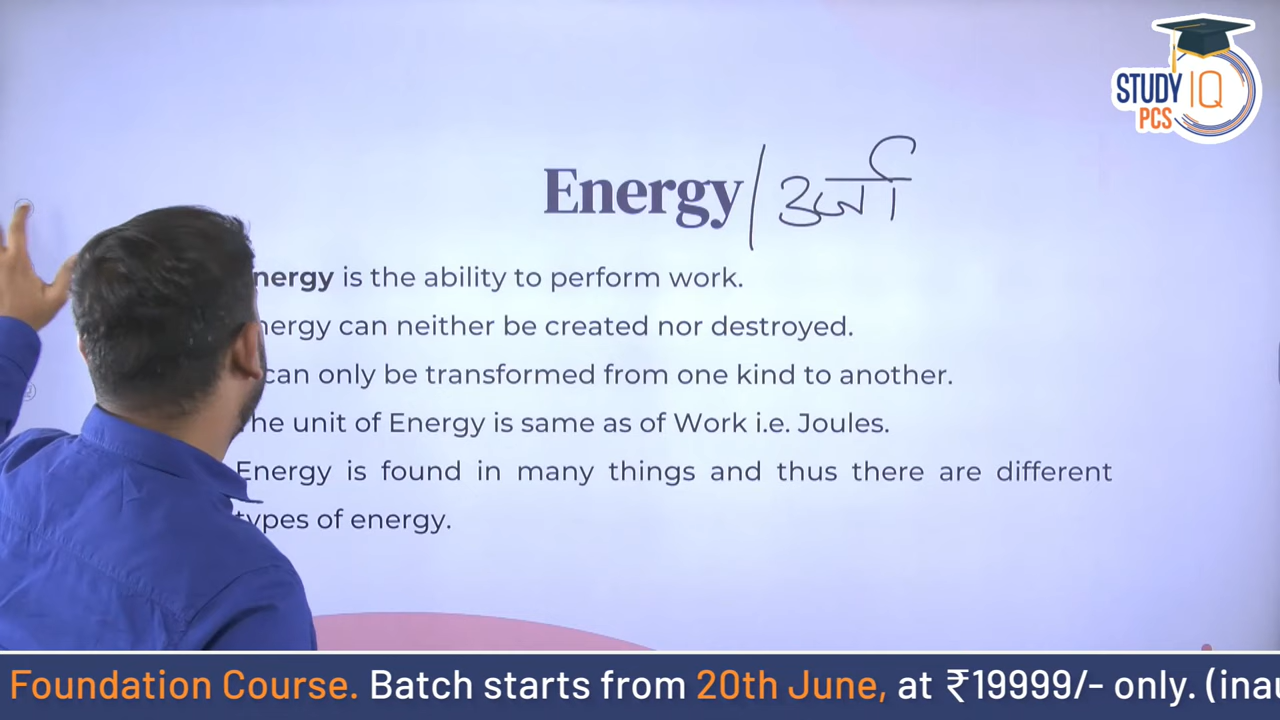 STUDY IQ
PCS
Energy/उर्जा
nergy is the ability to perform work.
nergy can neither be created nor destroyed.
can only be transformed from one kind to another.
he unit of Energy is same as of Work i.e. Joules.
Energy is found in many things and thus there are different
types of energy.
Foundation Course. Batch starts from 20th June, at ₹19999/- only. (inau